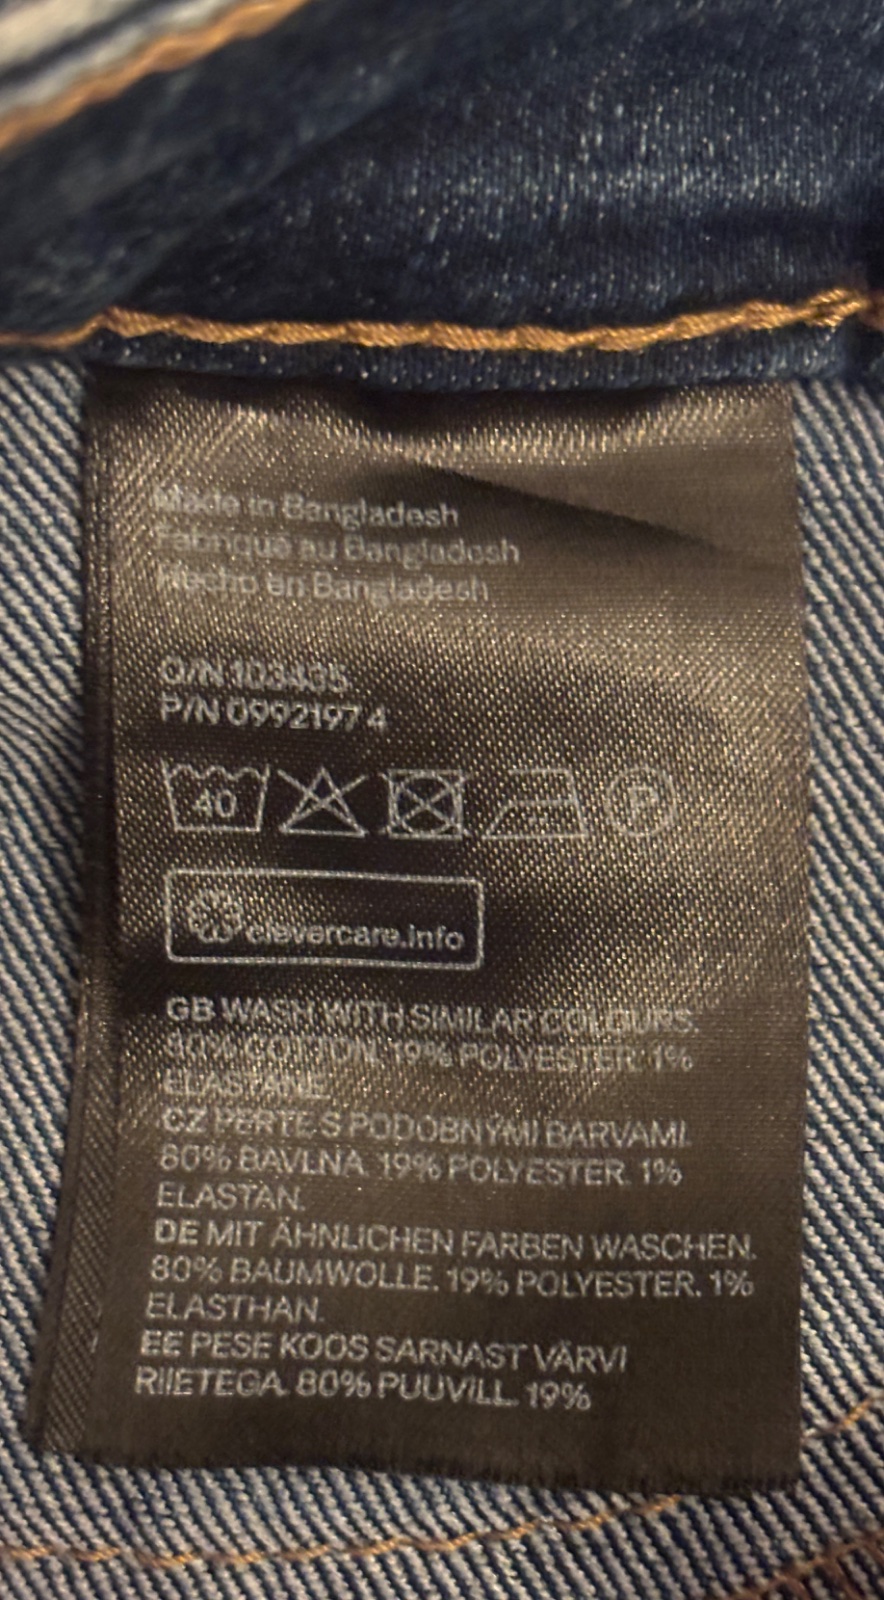 Made in Bangladesh
Fabriqué au Bangladesh
Hecho en Bangladesh
O/N 103435
P/N 0992197 4
40
P
clevercare.info
GB WASH WITH SIMILAR COLOURS.
80% COTTON. 19% POLYESTER. 1%
ELASTANE.
CZ PERTE S PODOBNÝMI BARVAMI.
80% BAVLNA. 19% POLYESTER. 1%
ELASTAN.
DE MIT ÄHNLICHEN FARBEN WASCHEN.
80% BAUMWOLLE. 19% POLYESTER. 1%
ELASTHAN.
EE PESE KOOS SARNAST VÄRVI
RIIETEGA. 80% PUUVILL. 19%